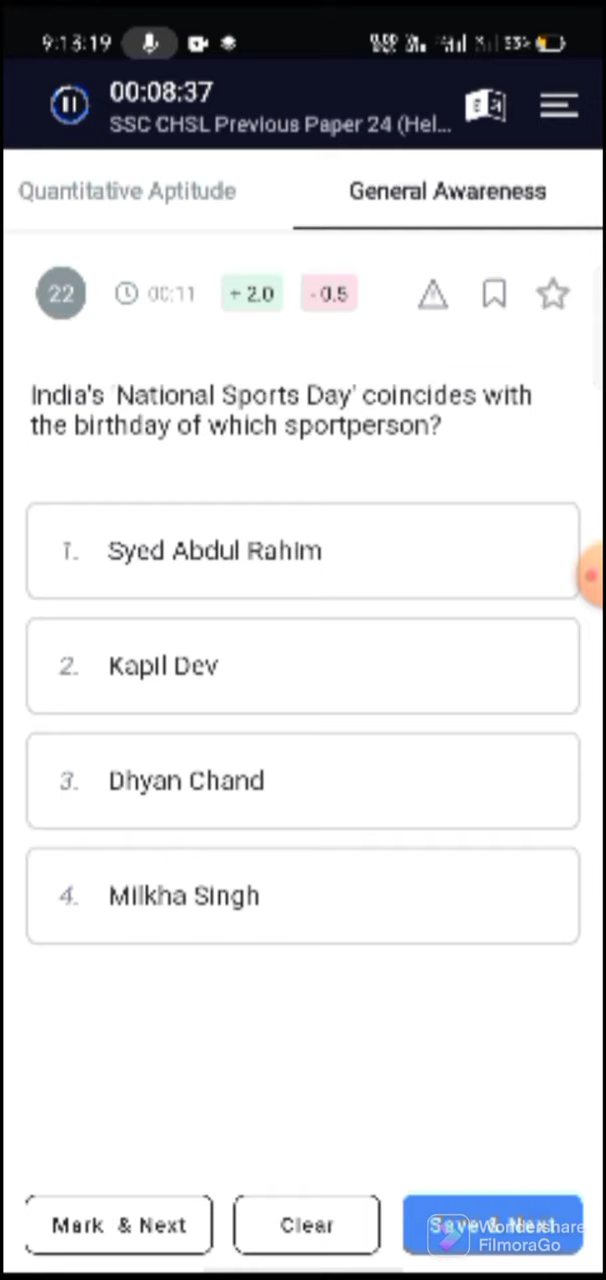 9:13:19
00:08:37
SSC CHSL Previous Paper 24 (Hel...
Quantitative Aptitude General Awareness
22 00:11 + 2.0 - 0.5
India's 'National Sports Day' coincides with
the birthday of which sportperson?
1. Syed Abdul Rahim
2. Kapil Dev
3. Dhyan Chand
4. Milkha Singh
Mark & Next Clear Save & Next
Wondershare
FilmoraGo